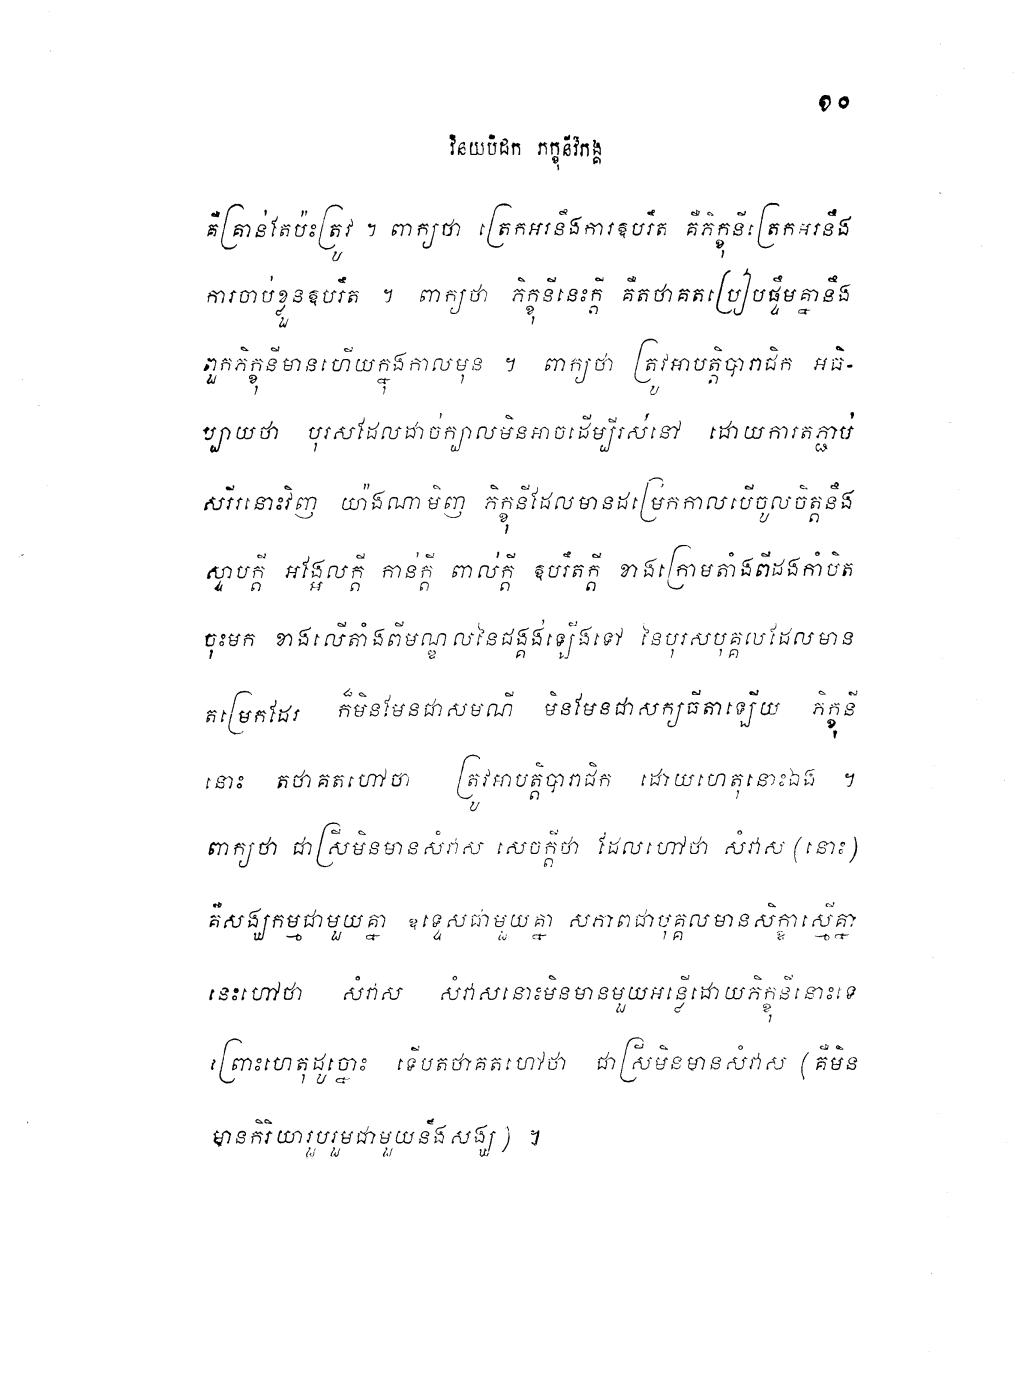 ១០
វិនយបិដក ភិក្ខុនីវិភង្គ
គឺគ្រាន់តែប៉ះត្រូវ ។ ពាក្យថា ត្រេកអរនឹងការឱបរឹត គឺភិក្ខុនីត្រេកអរនឹង
ការចាប់ខ្លួនឱបរឹត ។ ពាក្យថា ភិក្ខុនីនេះក្តី គឺតថាគតប្រៀបផ្ទឹមគ្នានឹង
ពួកភិក្ខុនីមានហើយក្នុងកាលមុន ។ ពាក្យថា ត្រូវអាបត្តិបារាជិក អធិ-
ប្បាយថា បុរសដែលដាច់ក្បាលមិនអាចដើម្បីរស់នៅ ដោយការតភ្ជាប់
សរីរនោះវិញ យ៉ាងណាមិញ ភិក្ខុនីដែលមានដម្រេកកាលបើចូលចិត្តនឹង
ស្ទាបក្តី អង្អែលក្តី កាន់ក្តី ពាល់ក្តី ឱបរឹតក្តី ខាងក្រោមតាំងពីដងកាំបិត
ចុះមក ខាងលើតាំងពីមណ្ឌលនៃជង្គង់ឡើងទៅ នៃបុរសបុគ្គលដែលមាន
តម្រេកដែរ ក៏មិនមែនជាសមណី មិនមែនជាសក្យធីតាឡើយ ភិក្ខុនី
នោះ តថាគតហៅថា ត្រូវអាបត្តិបារាជិក ដោយហេតុនោះឯង ។
ពាក្យថា ជាស្រីមិនមានសំវាស សេចក្តីថា ដែលហៅថា សំវាស (នោះ)
គឺសង្ឃកម្មជាមួយគ្នា ឧទ្ទេសជាមួយគ្នា សភាពជាបុគ្គលមានសិក្ខាស្មើគ្នា
នេះហៅថា សំវាស សំវាសនោះមិនមានមួយអន្លើដោយភិក្ខុនីនោះទេ
ព្រោះហេតុដូច្នោះ ទើបតថាគតហៅថា ជាស្រីមិនមានសំវាស (គឺមិន
មានកិរិយារួបរួមជាមួយនឹងសង្ឃ) ។